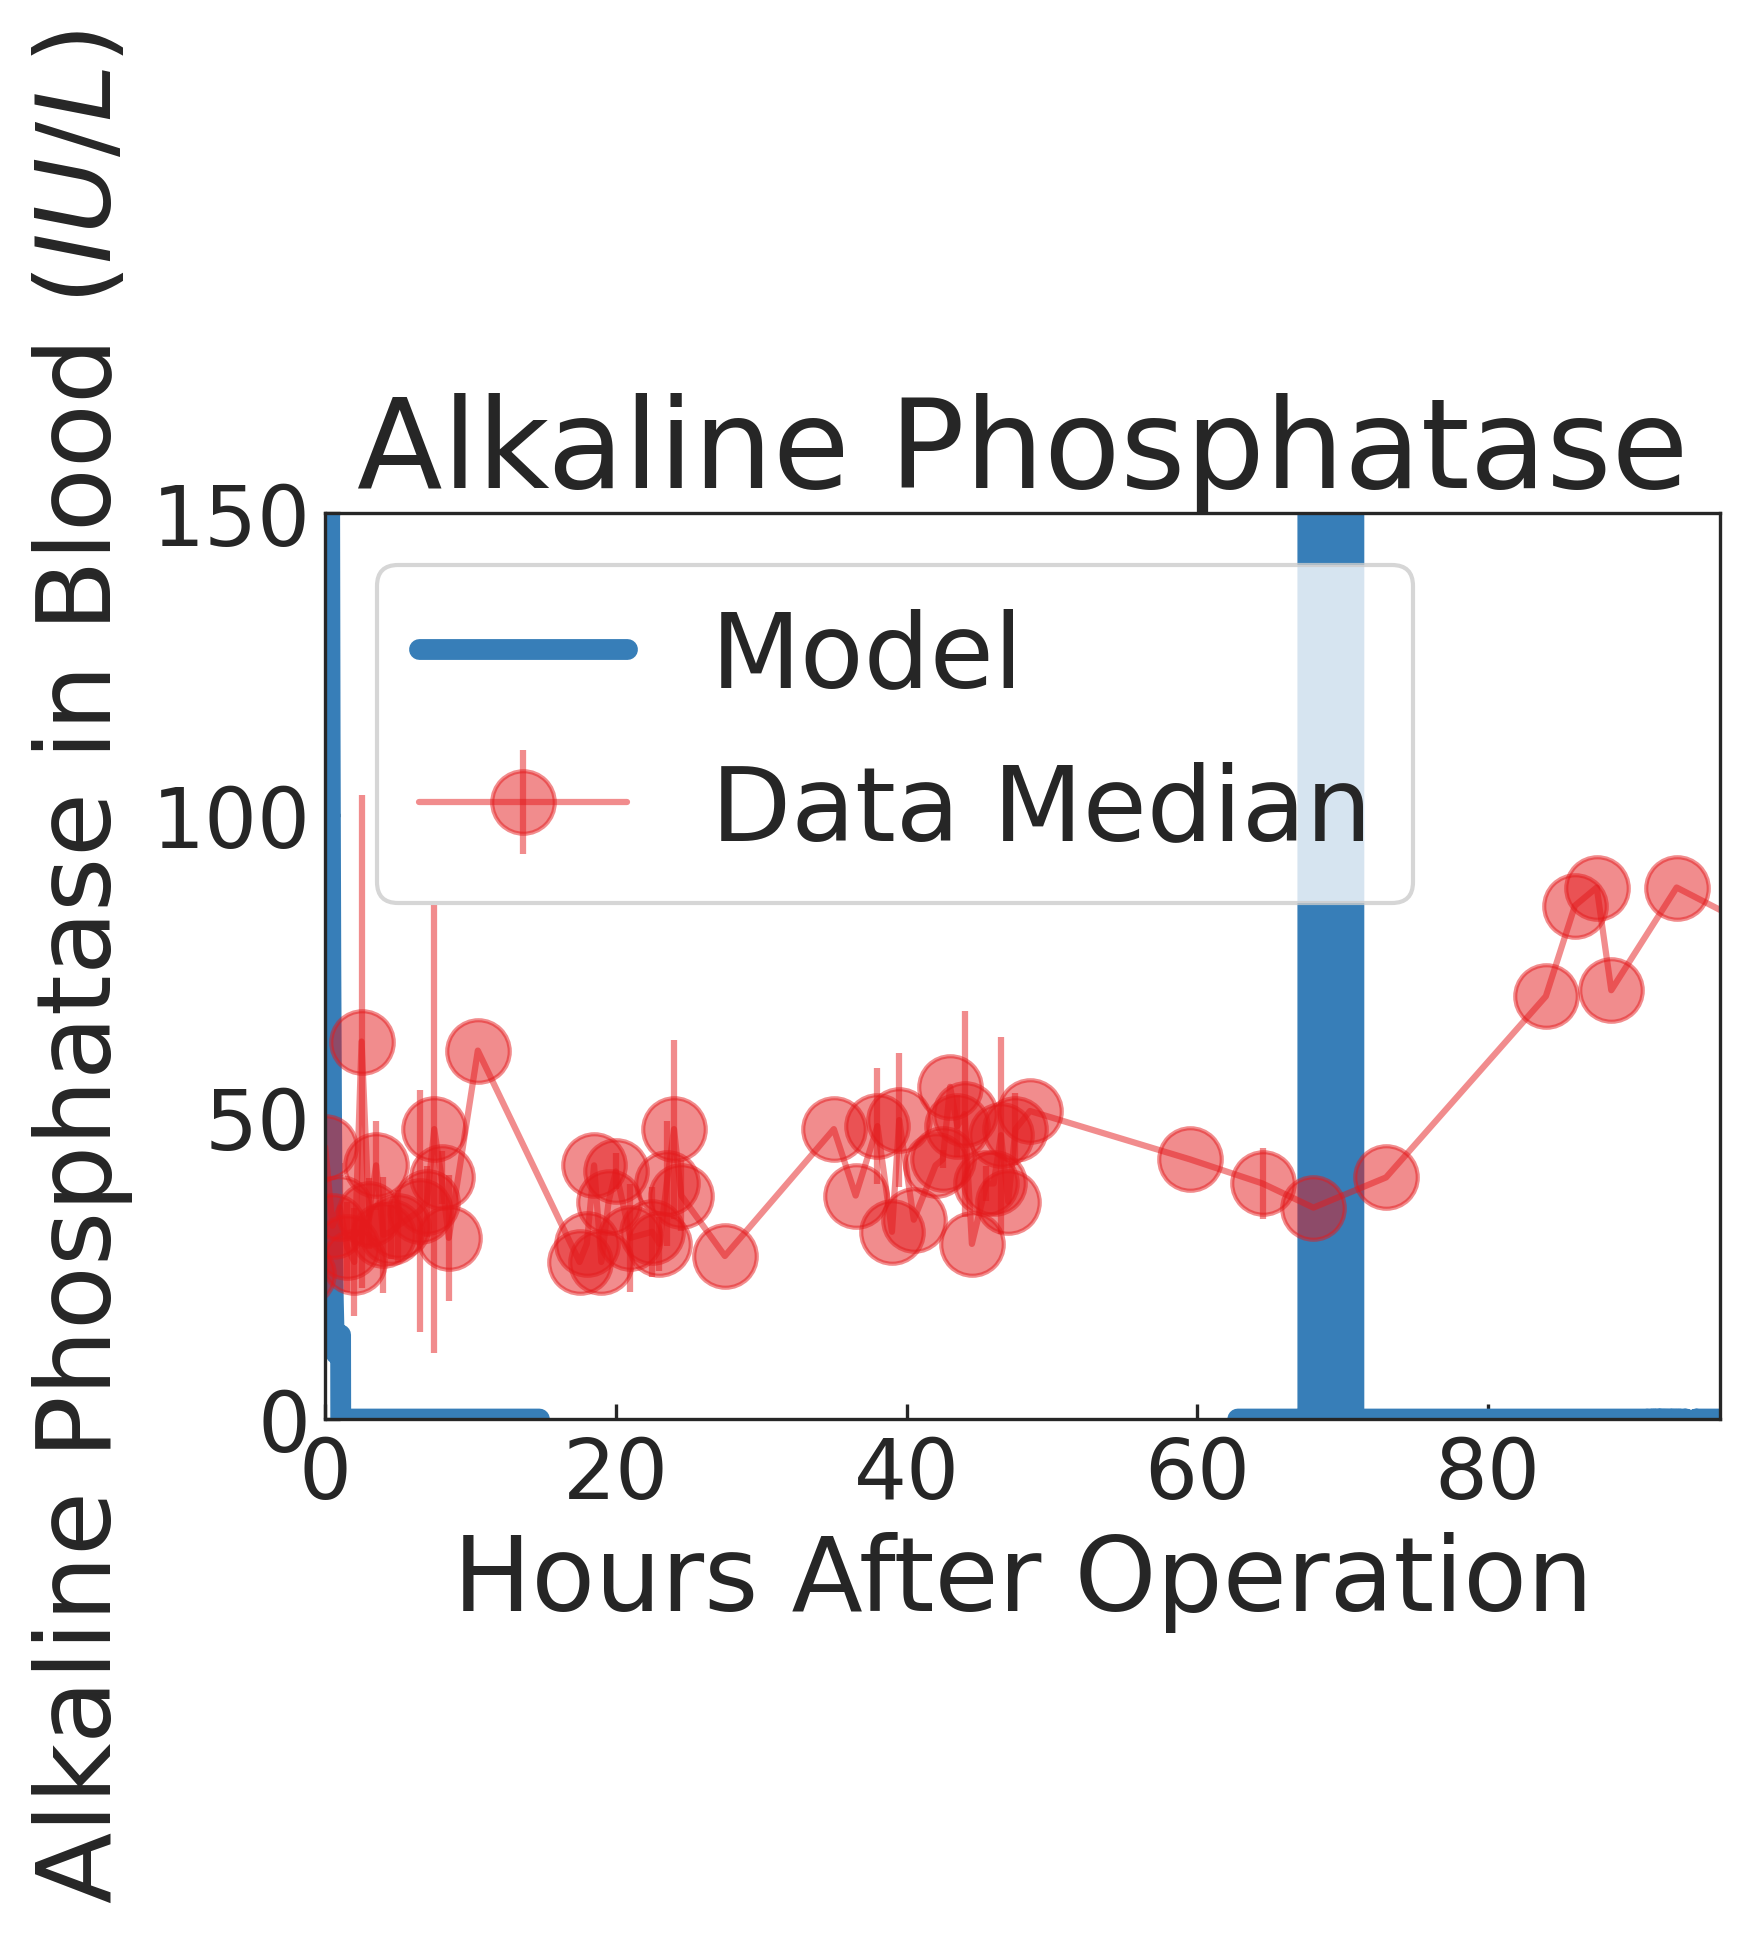 Alkaline Phosphatase
Alkaline Phosphatase in Blood (IU/L)
150
100
50
0
Model
Data Median
0 20 40 60 80
Hours After Operation